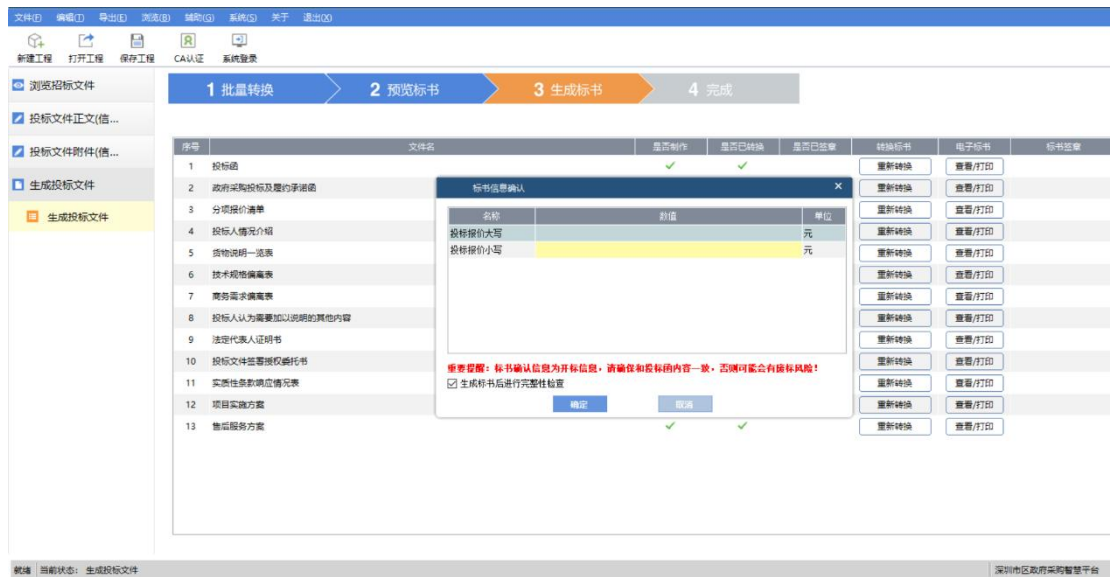 文件(F) 编辑(I) 导出(E) 浏览(B) 辅助(G) 系统(S) 关于 退出(X)
新建工程 打开工程 保存工程 CA认证 系统登录
浏览招标文件
投标文件正文(信...
投标文件附件(信...
生成投标文件
生成投标文件
1 批量转换 2 预览标书 3 生成标书 4 完成
序号 文件名 是否制作 是否已转换 是否已签章 转换标书 电子标书 标书签章
1 投标函 重新转换 查看/打印
2 政府采购投标及履约承诺函 重新转换 查看/打印
3 分项报价清单 重新转换 查看/打印
4 投标人情况介绍 重新转换 查看/打印
5 货物说明一览表 重新转换 查看/打印
6 技术规格偏离表 重新转换 查看/打印
7 商务需求偏离表 重新转换 查看/打印
8 投标人认为需要加以说明的其他内容 重新转换 查看/打印
9 法定代表人证明书 重新转换 查看/打印
10 投标文件签署授权委托书 重新转换 查看/打印
11 实质性条款响应情况表 重新转换 查看/打印
12 项目实施方案 重新转换 查看/打印
13 售后服务方案 重新转换 查看/打印
标书信息确认
名称 数值 单位
投标报价大写 元
投标报价小写 元
重要提醒：标书确认信息为开标信息，请确保和投标函内容一致，否则可能会有废标风险！
生成标书后进行完整性检查
确定 取消
就绪 当前状态： 生成投标文件 深圳市区政府采购智慧平台